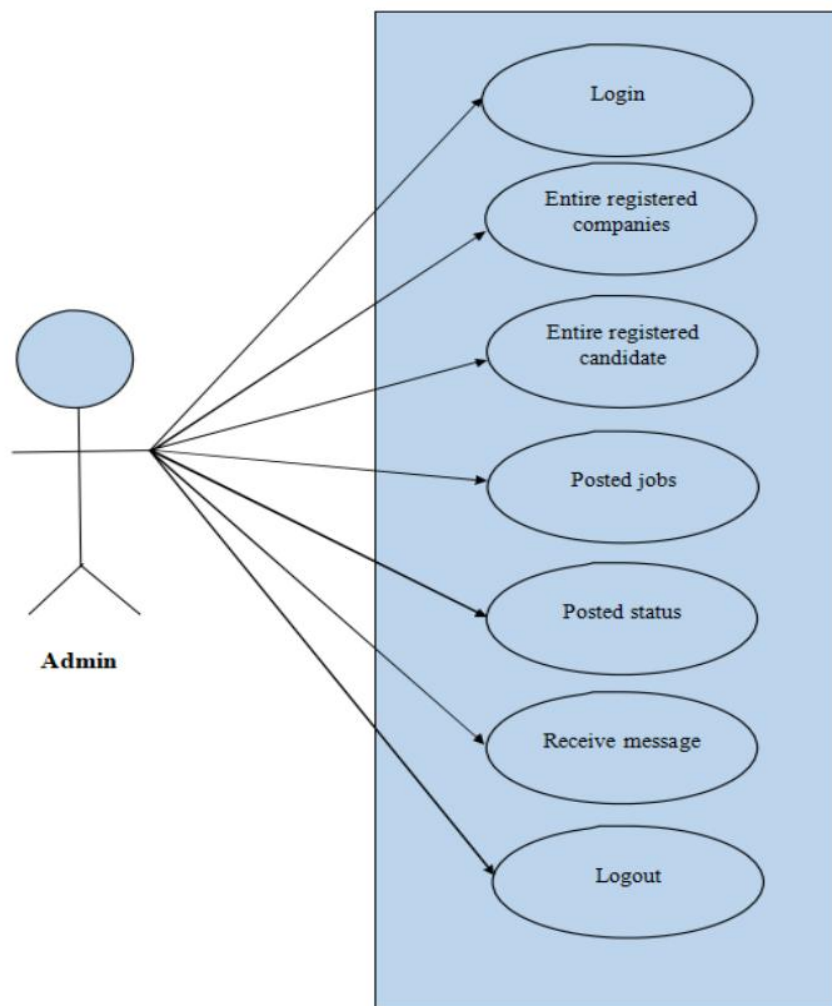 Login
Entire registered
companies
Entire registered
candidate
Posted jobs
Posted status
Admin
Receive message
Logout